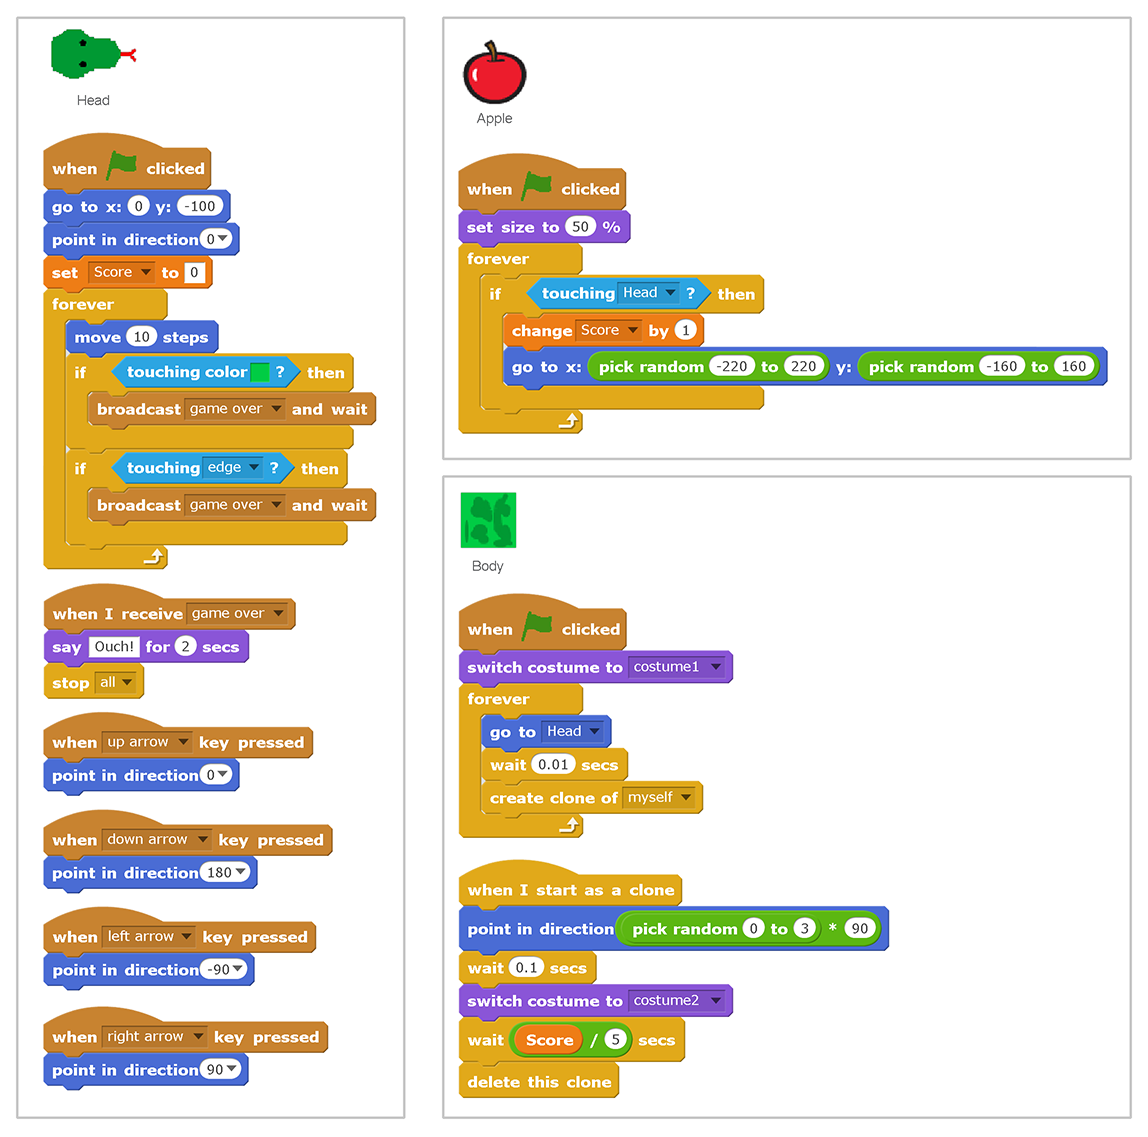 Head
when clicked
go to x: 0 y: -100
point in direction 0
set Score to 0
forever
move 10 steps
if touching color ? then
broadcast game over and wait
if touching edge ? then
broadcast game over and wait
when I receive game over
say Ouch! for 2 secs
stop all
when up arrow key pressed
point in direction 0
when down arrow key pressed
point in direction 180
when left arrow key pressed
point in direction -90
when right arrow key pressed
point in direction 90
Apple
when clicked
set size to 50 %
forever
if touching Head ? then
change Score by 1
go to x: pick random -220 to 220 y: pick random -160 to 160
Body
when clicked
switch costume to costume1
forever
go to Head
wait 0.01 secs
create clone of myself
when I start as a clone
point in direction pick random 0 to 3 * 90
wait 0.1 secs
switch costume to costume2
wait Score / 5 secs
delete this clone